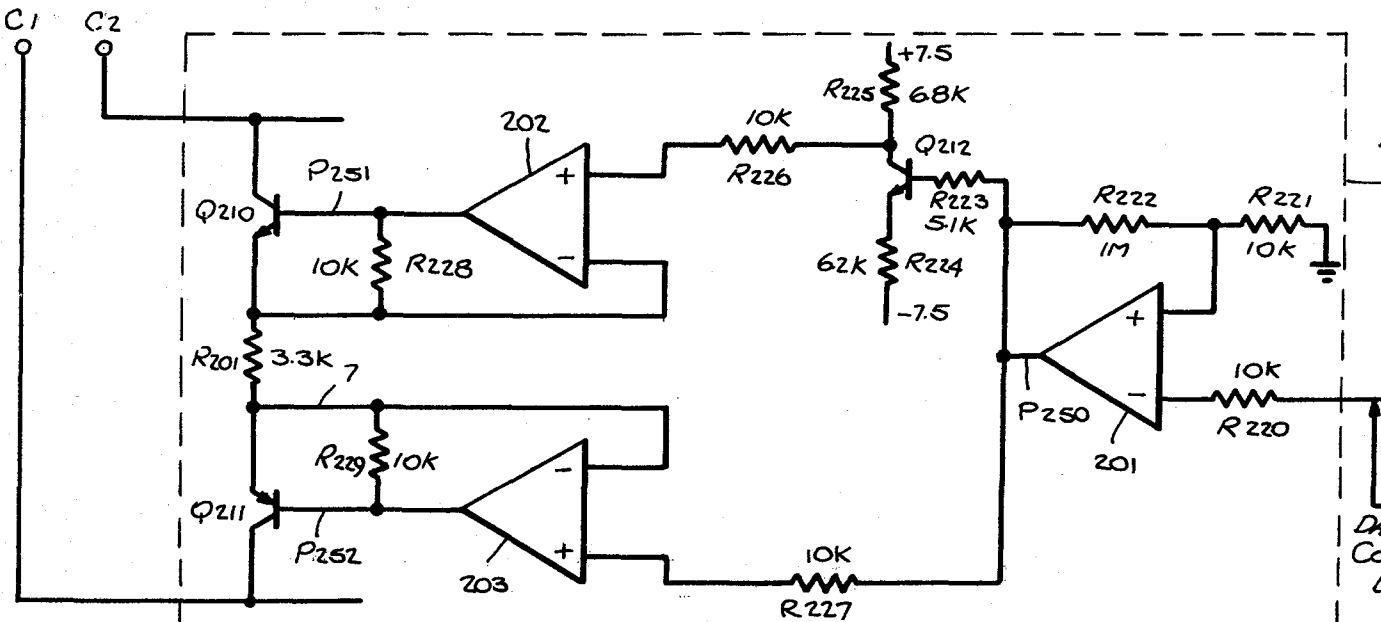 C1 C2
+7.5
R225 68K
10K
202
Q212
P251
+
R226
R222
R221
Q210
R223
5.1K
1M
10K
10K
R228
-
62K
R224
-7.5
+
R201 3.3K
7
10K
-
P250
R220
R229 10K
-
201
Q211
P252
10K
+
203
R227